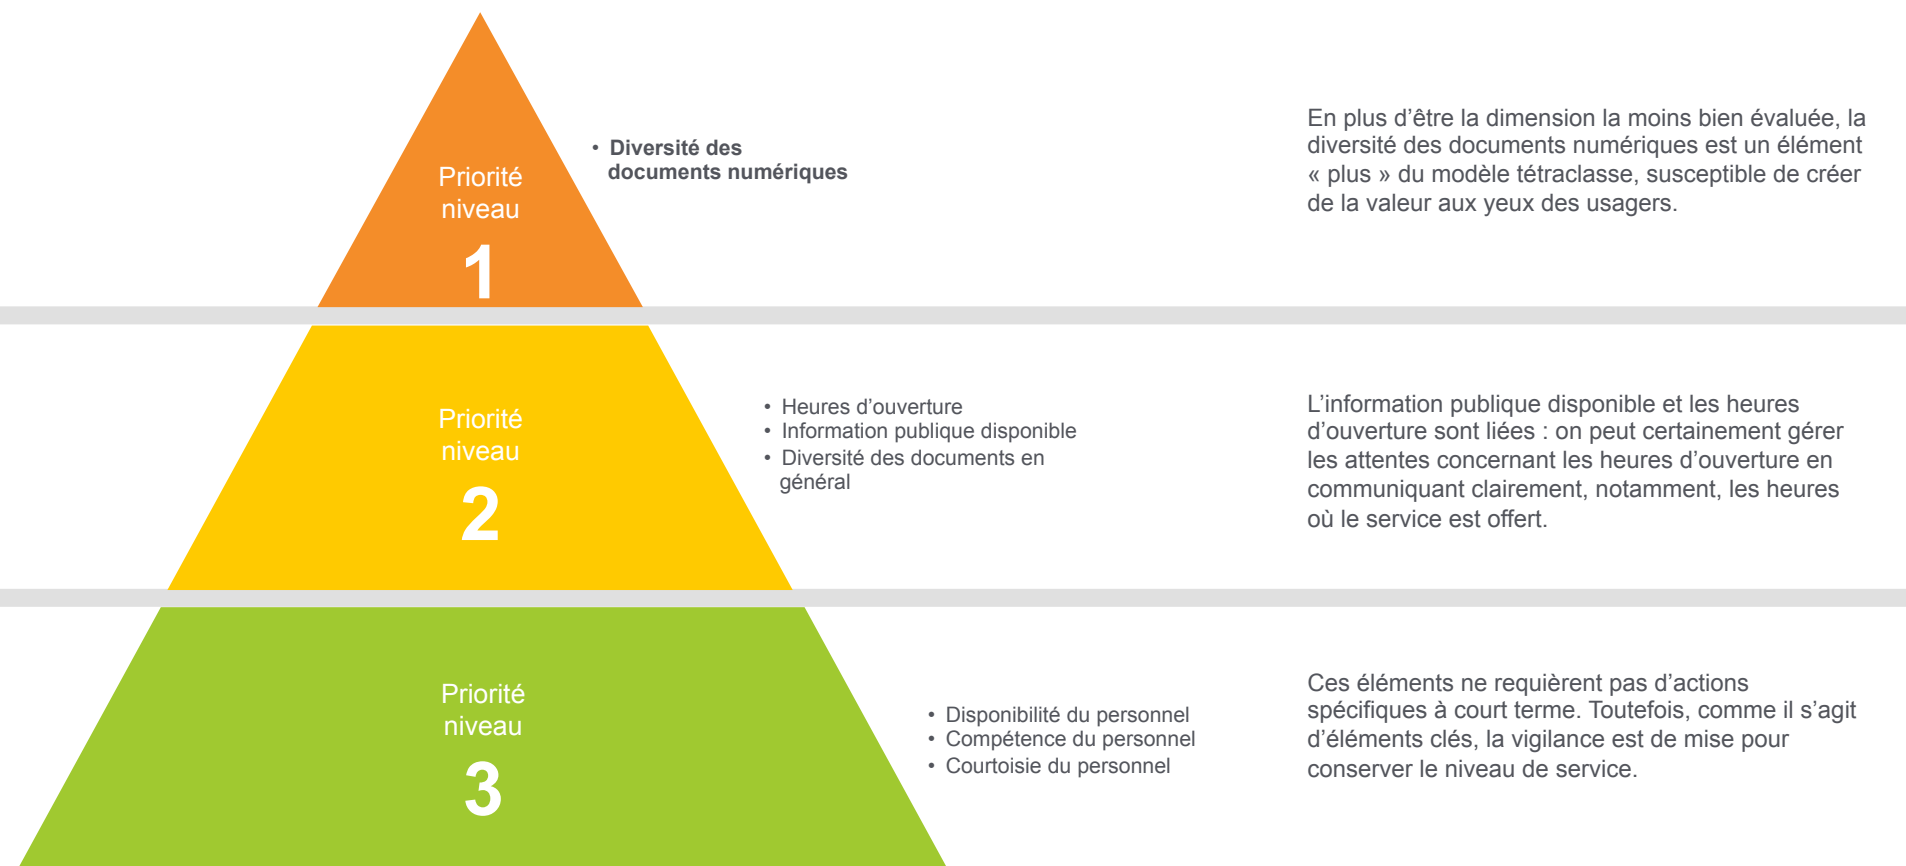 Priorité
niveau
1
• Diversité des
documents numériques
En plus d’être la dimension la moins bien évaluée, la
diversité des documents numériques est un élément
« plus » du modèle tétraclasse, susceptible de créer
de la valeur aux yeux des usagers.
Priorité
niveau
2
• Heures d’ouverture
• Information publique disponible
• Diversité des documents en
général
L’information publique disponible et les heures
d’ouverture sont liées : on peut certainement gérer
les attentes concernant les heures d’ouverture en
communiquant clairement, notamment, les heures
où le service est offert.
Priorité
niveau
3
• Disponibilité du personnel
• Compétence du personnel
• Courtoisie du personnel
Ces éléments ne requièrent pas d’actions
spécifiques à court terme. Toutefois, comme il s’agit
d’éléments clés, la vigilance est de mise pour
conserver le niveau de service.